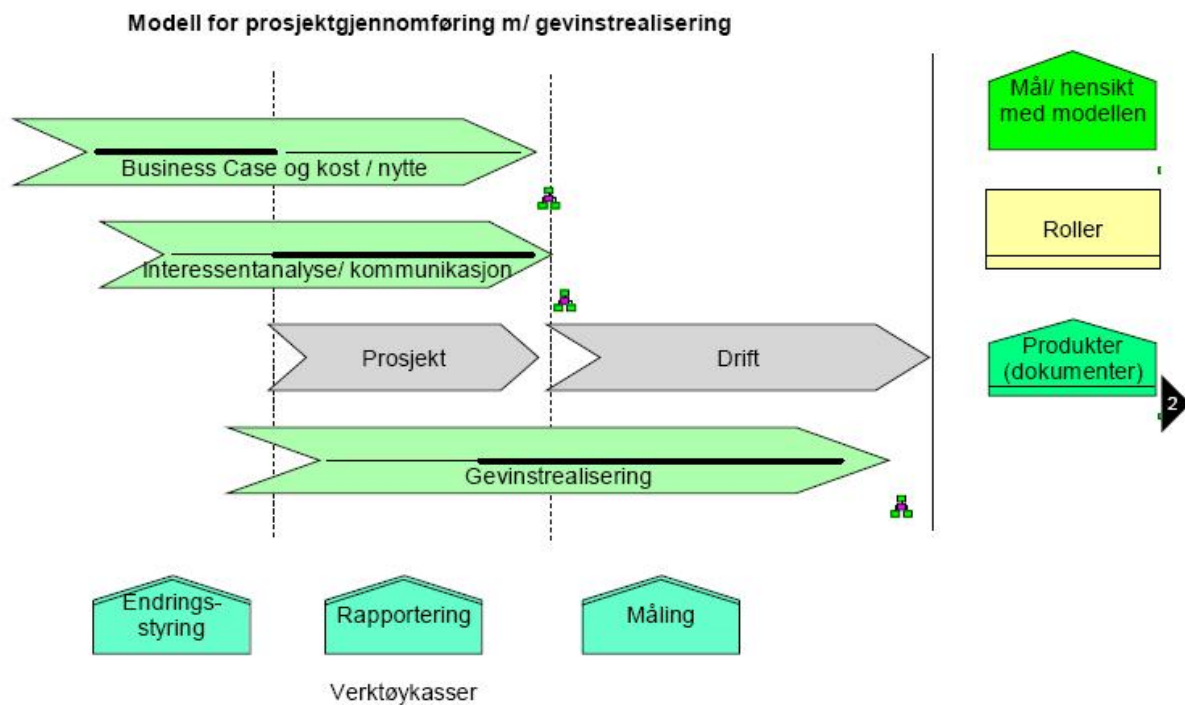 Modell for prosjektgjennomføring m/ gevinstrealisering
Mål/ hensikt
med modellen
Business Case og kost / nytte
Roller
Interessentanalyse/ kommunikasjon
Prosjekt
Drift
Produkter
(dokumenter)
2
Gevinstrealisering
Endrings-
styring
Rapportering
Måling
Verktøykasser